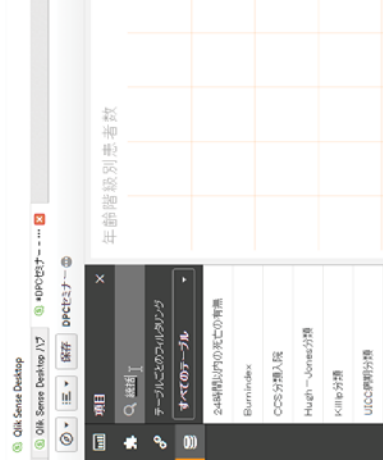 Qlik Sense Desktop
Qlik Sense Desktop ハブ
*DPCセミナー - ...
保存
DPCセミナー
項目
統括
テーブルごとのフィルタリング
すべてのテーブル
24時間以内の死亡の有無
Burnindex
CCS分類入院
Hugh－Jones分類
Killip分類
UICC病期分類
年齢階級別患者数